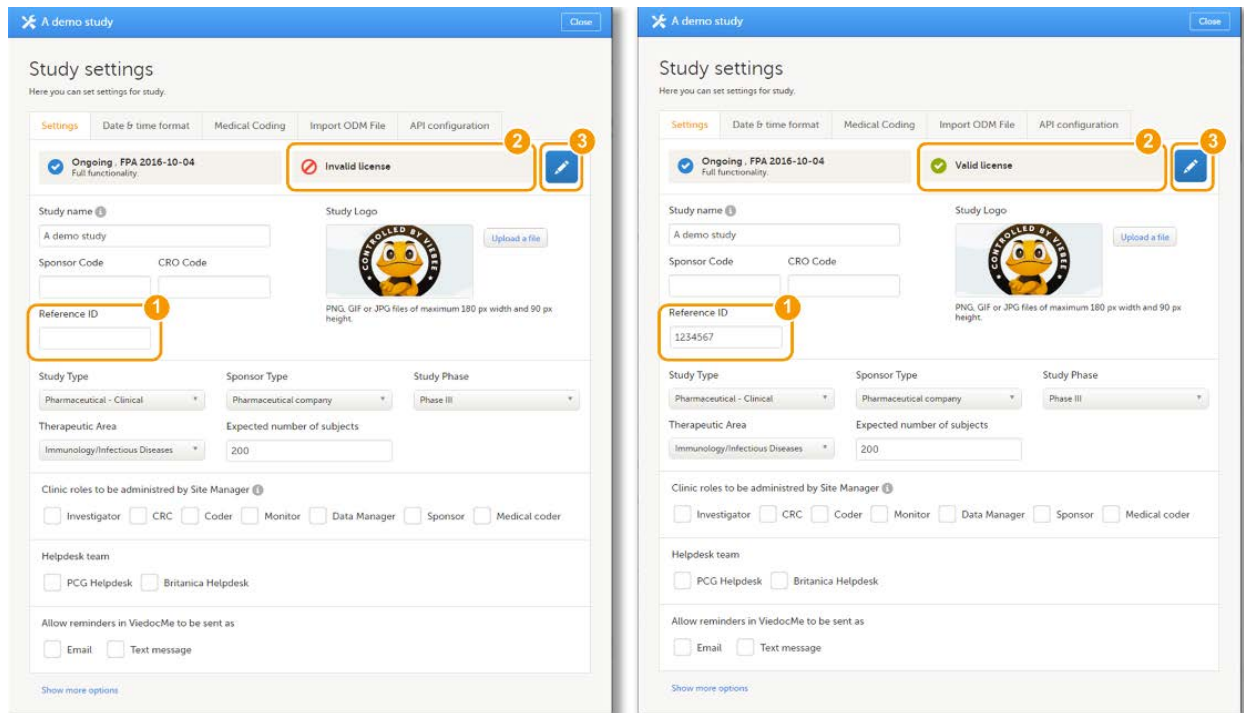 A demo study
Close
Study settings
Here you can set settings for study.
Settings
Date & time format
Medical Coding
Import ODM File
API configuration
2
3
Ongoing , FPA 2016-10-04
Full functionality.
Invalid license
Study name
A demo study
Sponsor Code
CRO Code
Study Logo
CONTROLLED BY VIEBEE
Upload a file
PNG, GIF or JPG files of maximum 180 px width and 90 px
height.
1
Reference ID
Study Type
Sponsor Type
Study Phase
Pharmaceutical - Clinical
Pharmaceutical company
Phase III
Therapeutic Area
Expected number of subjects
Immunology/Infectious Diseases
200
Clinic roles to be administred by Site Manager
Investigator
CRC
Coder
Monitor
Data Manager
Sponsor
Medical coder
Helpdesk team
PCG Helpdesk
Britanica Helpdesk
Allow reminders in ViedocMe to be sent as
Email
Text message
Show more options
A demo study
Close
Study settings
Here you can set settings for study.
Settings
Date & time format
Medical Coding
Import ODM File
API configuration
2
3
Ongoing , FPA 2016-10-04
Full functionality.
Valid license
Study name
A demo study
Sponsor Code
CRO Code
Study Logo
CONTROLLED BY VIEBEE
Upload a file
PNG, GIF or JPG files of maximum 180 px width and 90 px
height.
1
Reference ID
1234567
Study Type
Sponsor Type
Study Phase
Pharmaceutical - Clinical
Pharmaceutical company
Phase III
Therapeutic Area
Expected number of subjects
Immunology/Infectious Diseases
200
Clinic roles to be administred by Site Manager
Investigator
CRC
Coder
Monitor
Data Manager
Sponsor
Medical coder
Helpdesk team
PCG Helpdesk
Britanica Helpdesk
Allow reminders in ViedocMe to be sent as
Email
Text message
Show more options